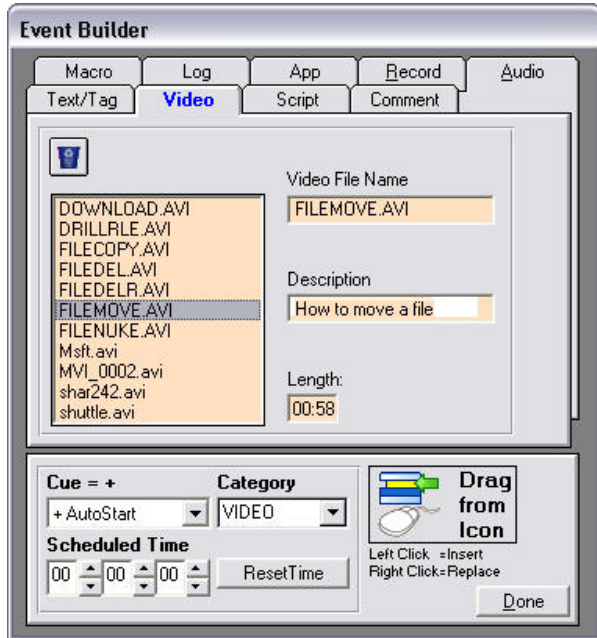 Event Builder
Macro Log App Record Audio
Text/Tag Video Script Comment
Video File Name
FILEMOVE.AVI
DOWNLOAD.AVI
DRILLRLE.AVI
FILECOPY.AVI
FILEDEL.AVI
FILEDELR.AVI
FILEMOVE.AVI
FILENUKE.AVI
Msft.avi
MVI_0002.avi
shar242.avi
shuttle.avi
Description
How to move a file
Length:
00:58
Cue = + Category
+ AutoStart VIDEO
Scheduled Time
00 00 00 ResetTime
Drag
from
Icon
Left Click =Insert
Right Click=Replace
Done